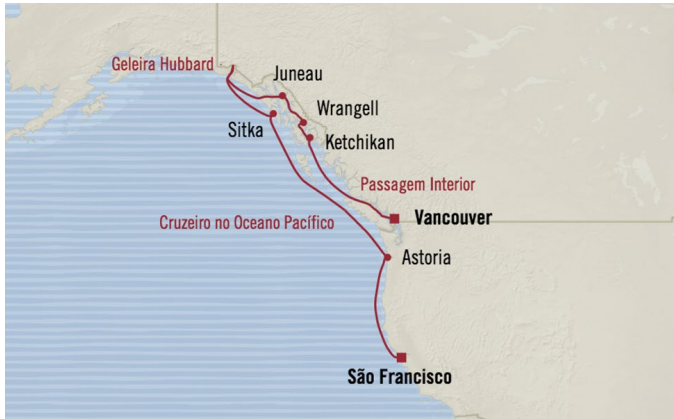 Geleira Hubbard
Juneau
Wrangell
Sitka
Ketchikan
Passagem Interior
Vancouver
Cruzeiro no Oceano Pacífico
Astoria
São Francisco